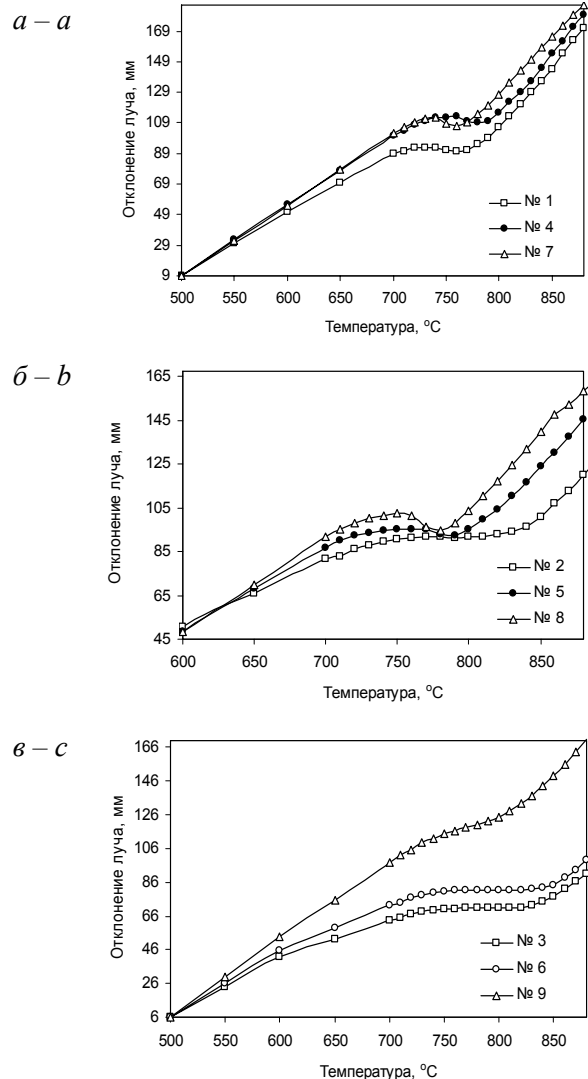 а – a
Отклонение луча, мм
169
149
129
109
89
69
49
29
9
№ 1
№ 4
№ 7
500 550 600 650 700 750 800 850
Температура, °С
б – b
Отклонение луча, мм
165
145
125
105
85
65
45
№ 2
№ 5
№ 8
600 650 700 750 800 850
Температура, °С
в – c
Отклонение луча, мм
166
146
126
106
86
66
46
26
6
№ 3
№ 6
№ 9
500 550 600 650 700 750 800 850
Температура, °С